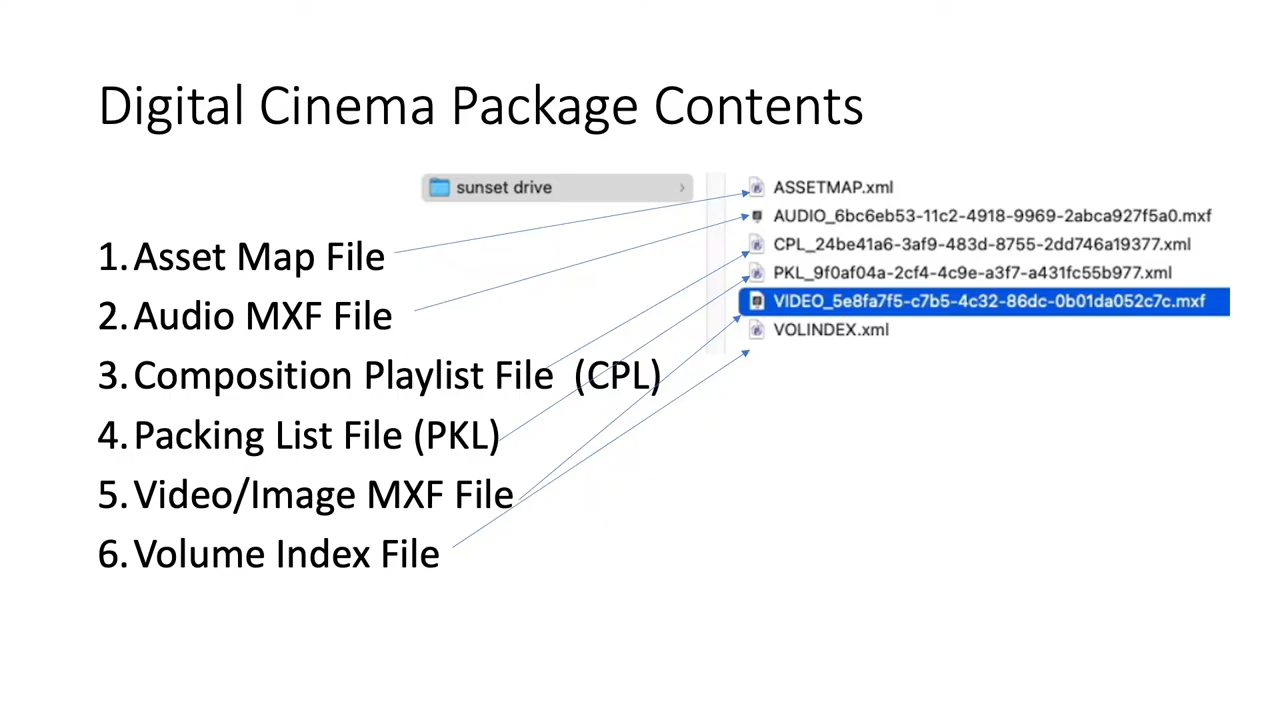 Digital Cinema Package Contents
sunset drive
ASSETMAP.xml
AUDIO_6bc6eb53-11c2-4918-9969-2abca927f5a0.mxf
CPL_24be41a6-3af9-483d-8755-2dd746a19377.xml
PKL_9f0af04a-2cf4-4c9e-a3f7-a431fc55b977.xml
VIDEO_5e8fa7f5-c7b5-4c32-86dc-0b01da052c7c.mxf
VOLINDEX.xml
1. Asset Map File
2. Audio MXF File
3. Composition Playlist File (CPL)
4. Packing List File (PKL)
5. Video/Image MXF File
6. Volume Index File